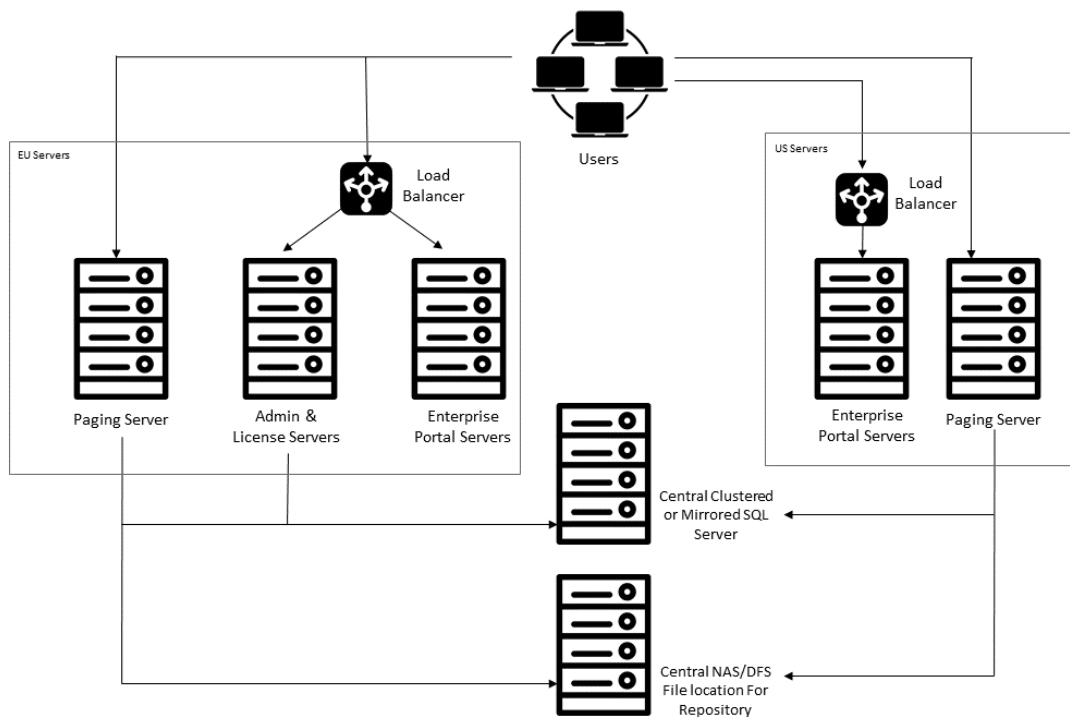 Users
EU Servers
US Servers
Load
Balancer
Load
Balancer
Paging Server
Admin &
License Servers
Enterprise
Portal Servers
Enterprise
Portal Servers
Paging Server
Central Clustered
or Mirrored SQL
Server
Central NAS/DFS
File location For
Repository